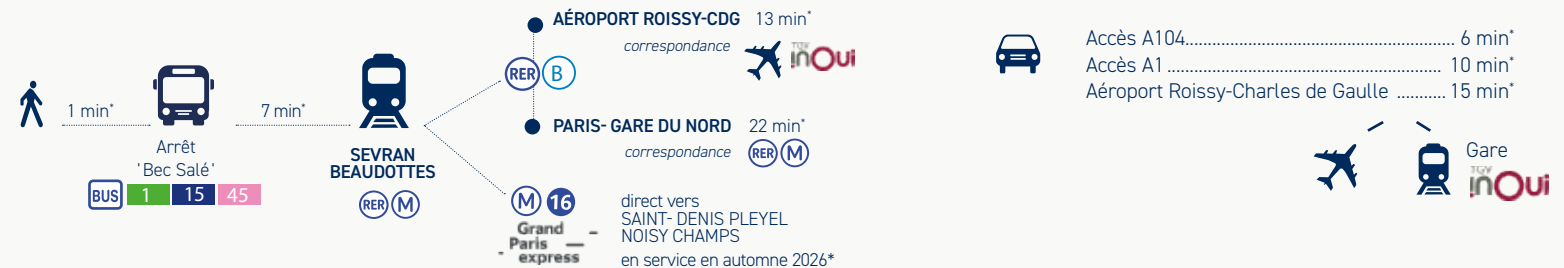 1 min*
Arrêt
'Bec Salé'
BUS 1 15 45
7 min*
SEVRAN
BEAUDOTTES
RER M
RER B
AÉROPORT ROISSY-CDG 13 min*
correspondance TGV inOui
PARIS- GARE DU NORD 22 min*
correspondance RER M
M 16
Grand
Paris
express
direct vers
SAINT- DENIS PLEYEL
NOISY CHAMPS
en service en automne 2026*
Accès A104.......................................................... 6 min*
Accès A1 ........................................................... 10 min*
Aéroport Roissy-Charles de Gaulle ........... 15 min*
Gare
TGV
inOui